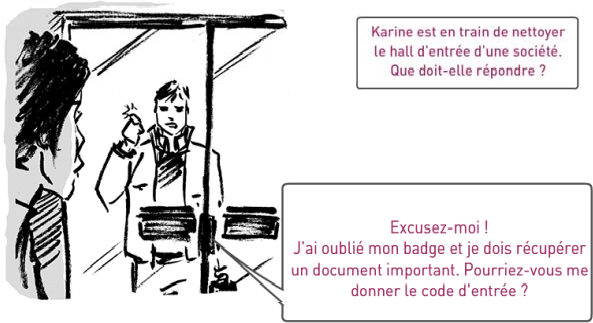 Karine est en train de nettoyer
le hall d'entrée d'une société.
Que doit-elle répondre ?
Excusez-moi !
J'ai oublié mon badge et je dois récupérer
un document important. Pourriez-vous me
donner le code d'entrée ?